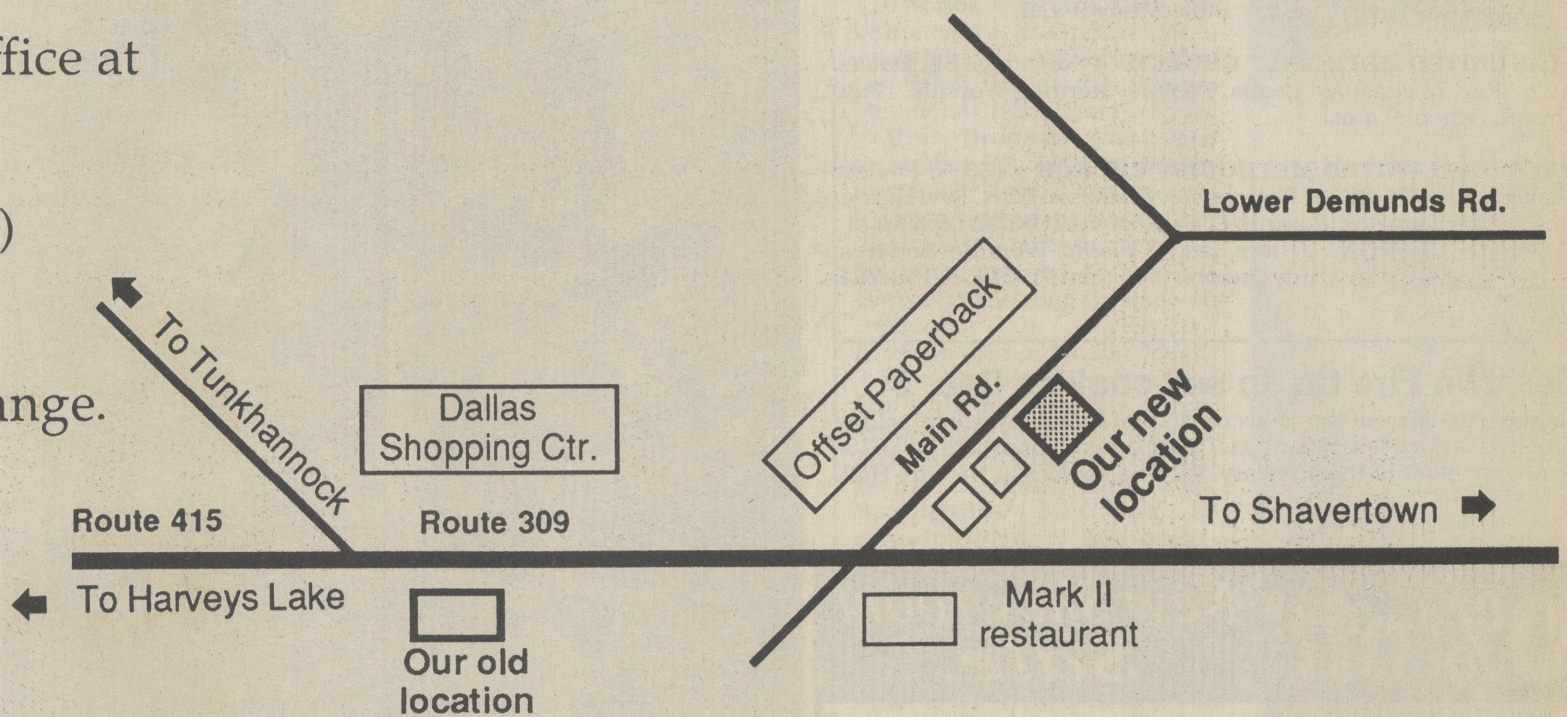 ffice at
)
ange.
Lower Demunds Rd.
To Tunkhannock
Dallas
Shopping Ctr.
Offset Paperback
Main Rd.
Our new
location
Route 415
Route 309
To Shavertown
To Harveys Lake
Our old
location
Mark II
restaurant